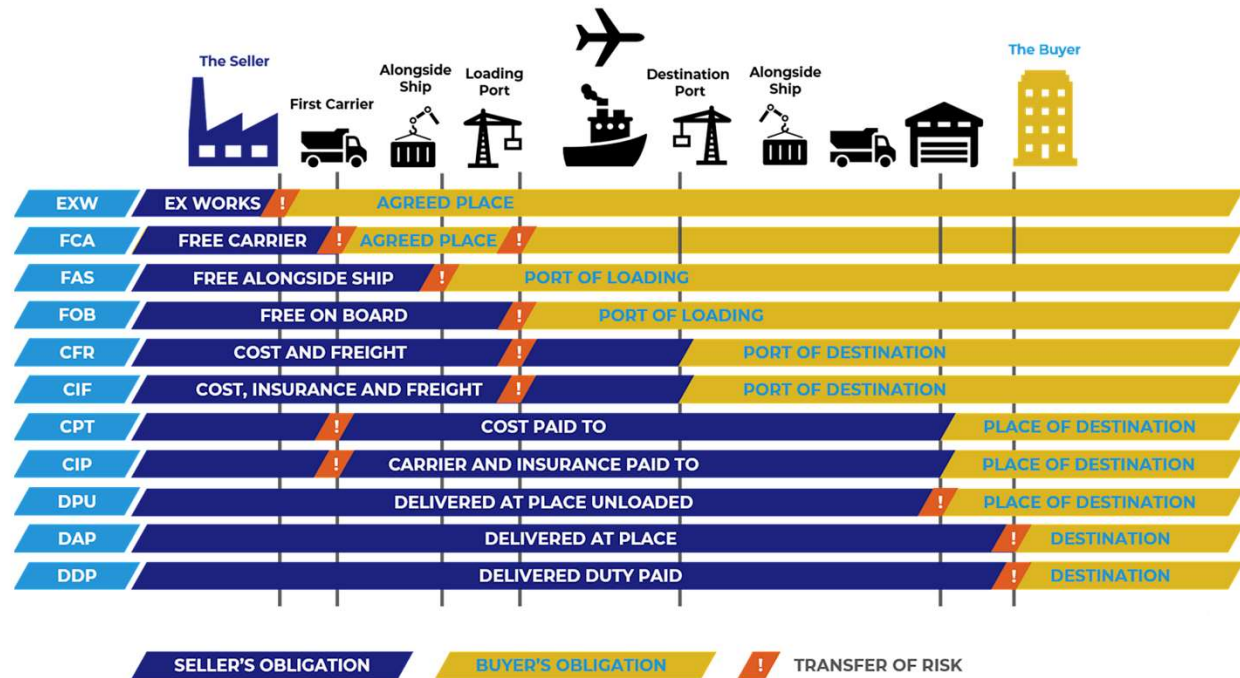 The Seller
First Carrier
Alongside
Ship
Loading
Port
Destination
Port
Alongside
Ship
The Buyer
EXW EX WORKS ! AGREED PLACE
FCA FREE CARRIER ! AGREED PLACE !
FAS FREE ALONGSIDE SHIP ! PORT OF LOADING
FOB FREE ON BOARD ! PORT OF LOADING
CFR COST AND FREIGHT ! PORT OF DESTINATION
CIF COST, INSURANCE AND FREIGHT ! PORT OF DESTINATION
CPT ! COST PAID TO PLACE OF DESTINATION
CIP ! CARRIER AND INSURANCE PAID TO PLACE OF DESTINATION
DPU DELIVERED AT PLACE UNLOADED ! PLACE OF DESTINATION
DAP DELIVERED AT PLACE ! DESTINATION
DDP DELIVERED DUTY PAID ! DESTINATION
SELLER'S OBLIGATION BUYER'S OBLIGATION ! TRANSFER OF RISK